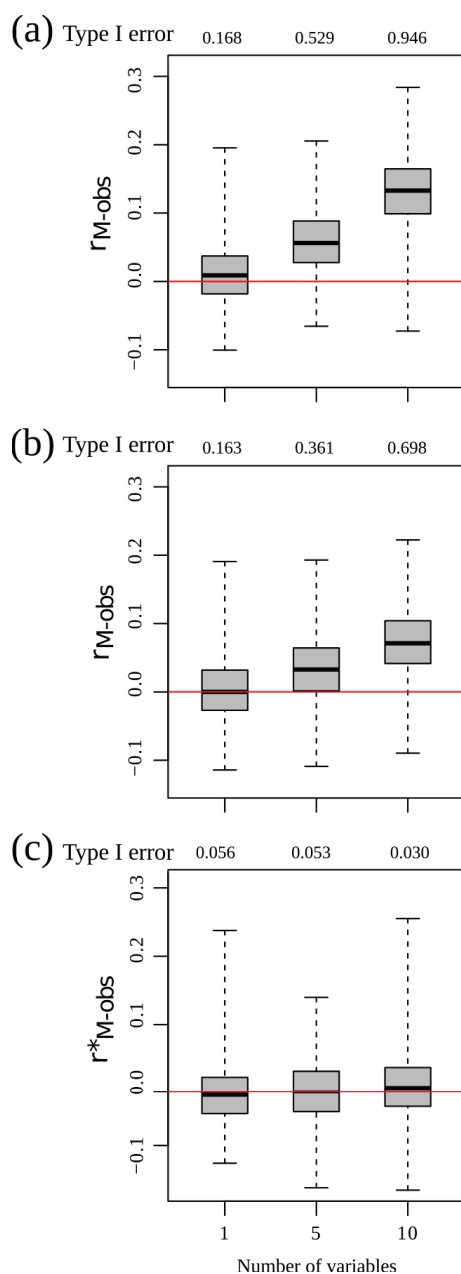 (a) Type I error 0.168 0.529 0.946
0.3
0.2
0.1
0.0
−0.1
rM-obs
(b) Type I error 0.163 0.361 0.698
0.3
0.2
0.1
0.0
−0.1
rM-obs
(c) Type I error 0.056 0.053 0.030
0.3
0.2
0.1
0.0
−0.1
r*M-obs
1 5 10
Number of variables